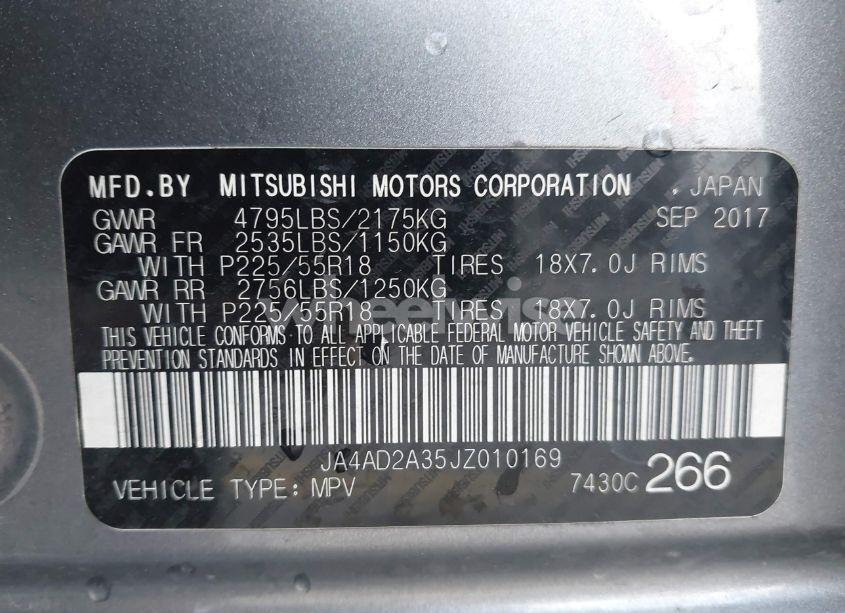 MFD.BY MITSUBISHI MOTORS CORPORATION , JAPAN
GVWR 4795LBS/2175KG SEP 2017
GAWR FR 2535LBS/1150KG
WITH P225/55R18 TIRES 18X7.0J RIMS
GAWR RR 2756LBS/1250KG
WITH P225/55R18 TIRES 18X7.0J RIMS
THIS VEHICLE CONFORMS TO ALL APPLICABLE FEDERAL MOTOR VEHICLE SAFETY AND THEFT
PREVENTION STANDARDS IN EFFECT ON THE DATE OF MANUFACTURE SHOWN ABOVE.
JA4AD2A35JZ010169
VEHICLE TYPE: MPV 7430C 266